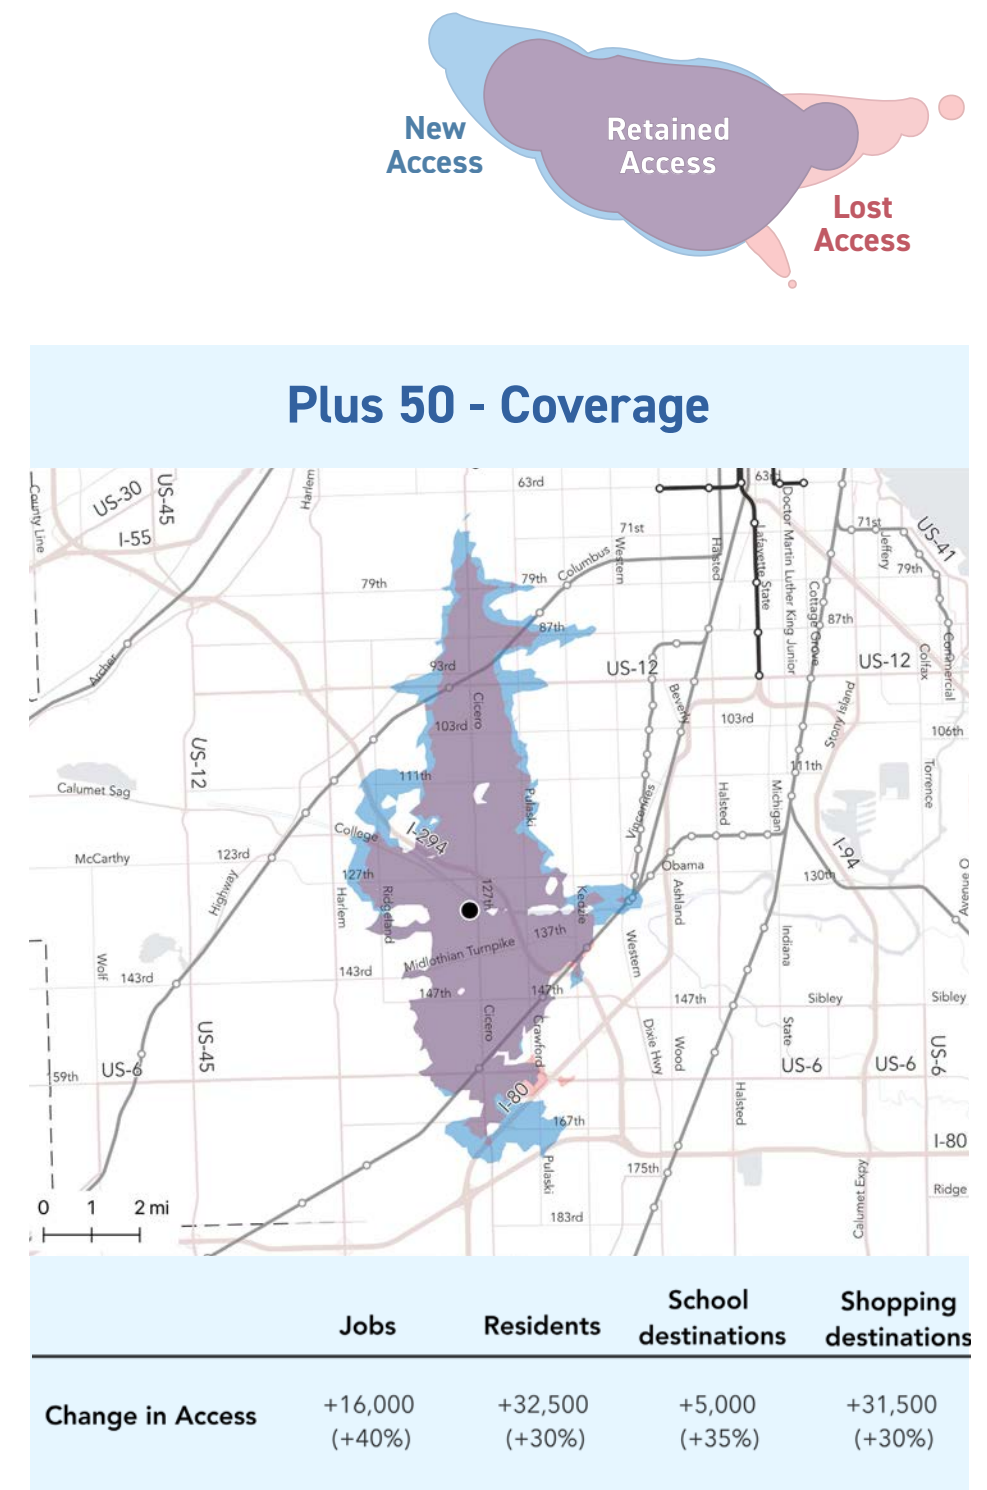 New
Access
Retained
Access
Lost
Access
Plus 50 - Coverage
63rd
63rd
US-30
US-45
Harlem
County Line
I-55
71st
71st
US-41
Columbus
Western
Halsted
Lafayette
State
Doctor Martin Luther King Junior
Jeffery
79th
79th
79th
Cottage Grove
87th
87th
Commercial
Colfax
Archer
93rd
US-12
US-12
Cicero
Beverly
103rd
103rd
Stony Island
106th
US-12
111th
111th
Torrence
Calumet Sag
Pulaski
Vincennes
Halsted
Michigan
College
I-294
I-94
McCarthy
123rd
Obama
127th
127th
130th
Highway
Harlem
Ridgeland
Kedzie
Ashland
Avenue O
137th
Midlothian Turnpike
Western
Indiana
Wolf
143rd
143rd
147th
147th
147th
Sibley
Sibley
Cicero
Crawford
Dixie Hwy
Wood
State
US-45
US-6
US-6
US-6
US-6
59th
I-80
Halsted
167th
I-80
175th
Pulaski
Calumet Expy
Ridge
183rd
0 1 2 mi
Jobs
Residents
School
destinations
Shopping
destinations
Change in Access
+16,000
(+40%)
+32,500
(+30%)
+5,000
(+35%)
+31,500
(+30%)